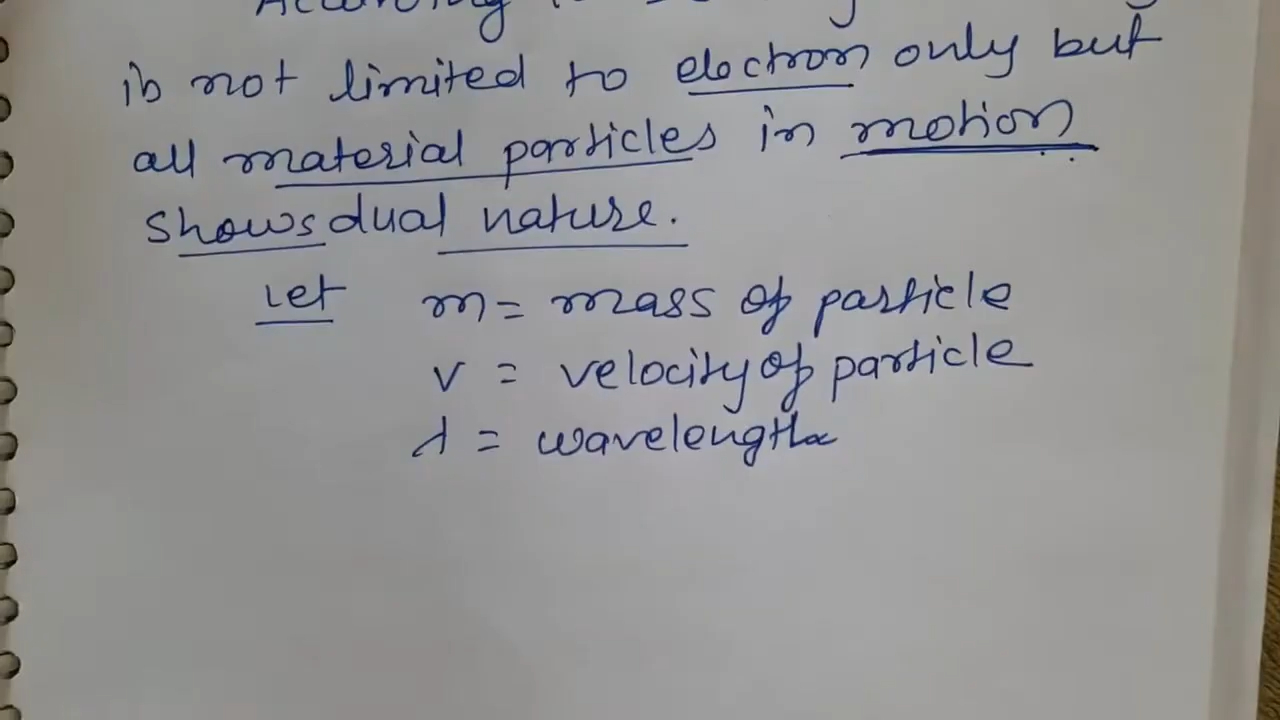 According
is not limited to electron only but
all material particles in motion
shows dual nature.
Let m = mass of particle
v = velocity of particle
λ = wavelength